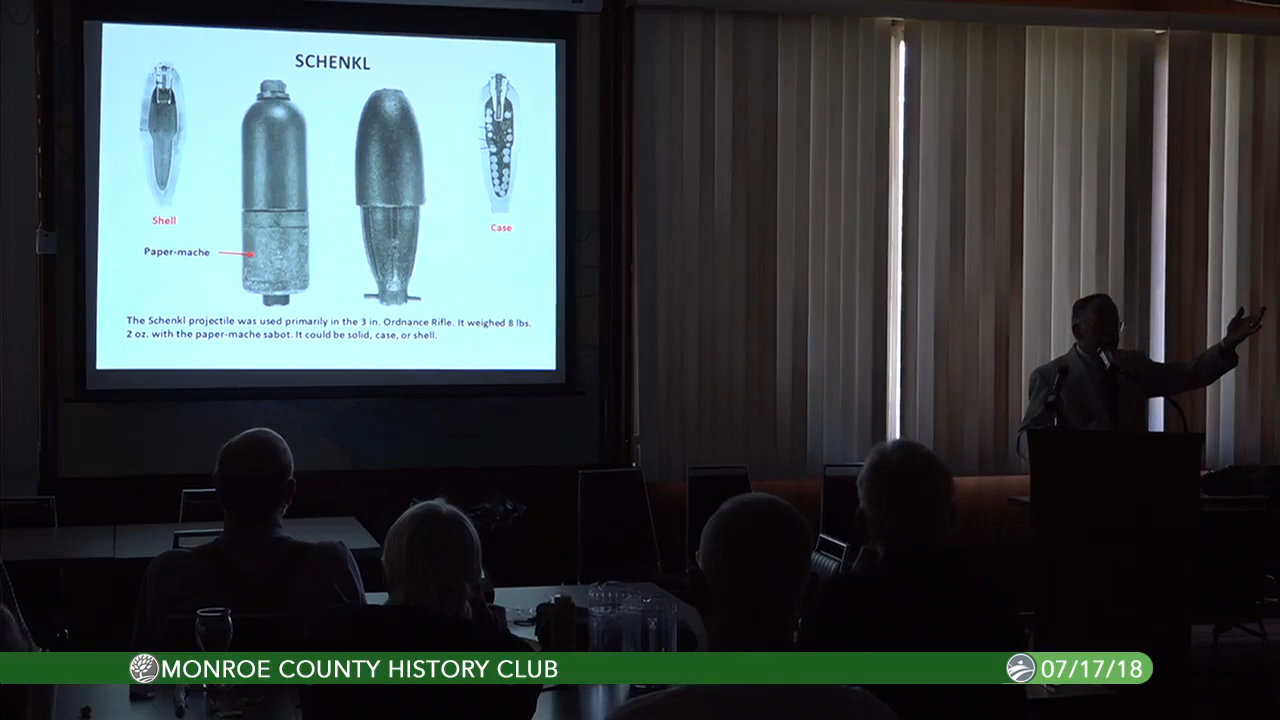 SCHENKL
Shell
Case
Paper-mache
The Schenkl projectile was used primarily in the 3 in. Ordnance Rifle. It weighed 8 lbs.
2 oz. with the paper-mache sabot. It could be solid, case, or shell.
MONROE COUNTY HISTORY CLUB
07/17/18